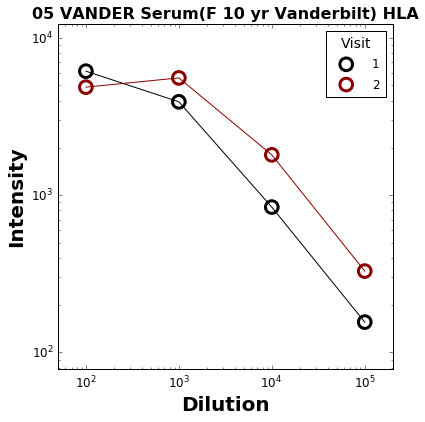 05 VANDER Serum(F 10 yr Vanderbilt) HLA
Visit
1
2
10^4
10^3
10^2
Intensity
10^2 10^3 10^4 10^5
Dilution